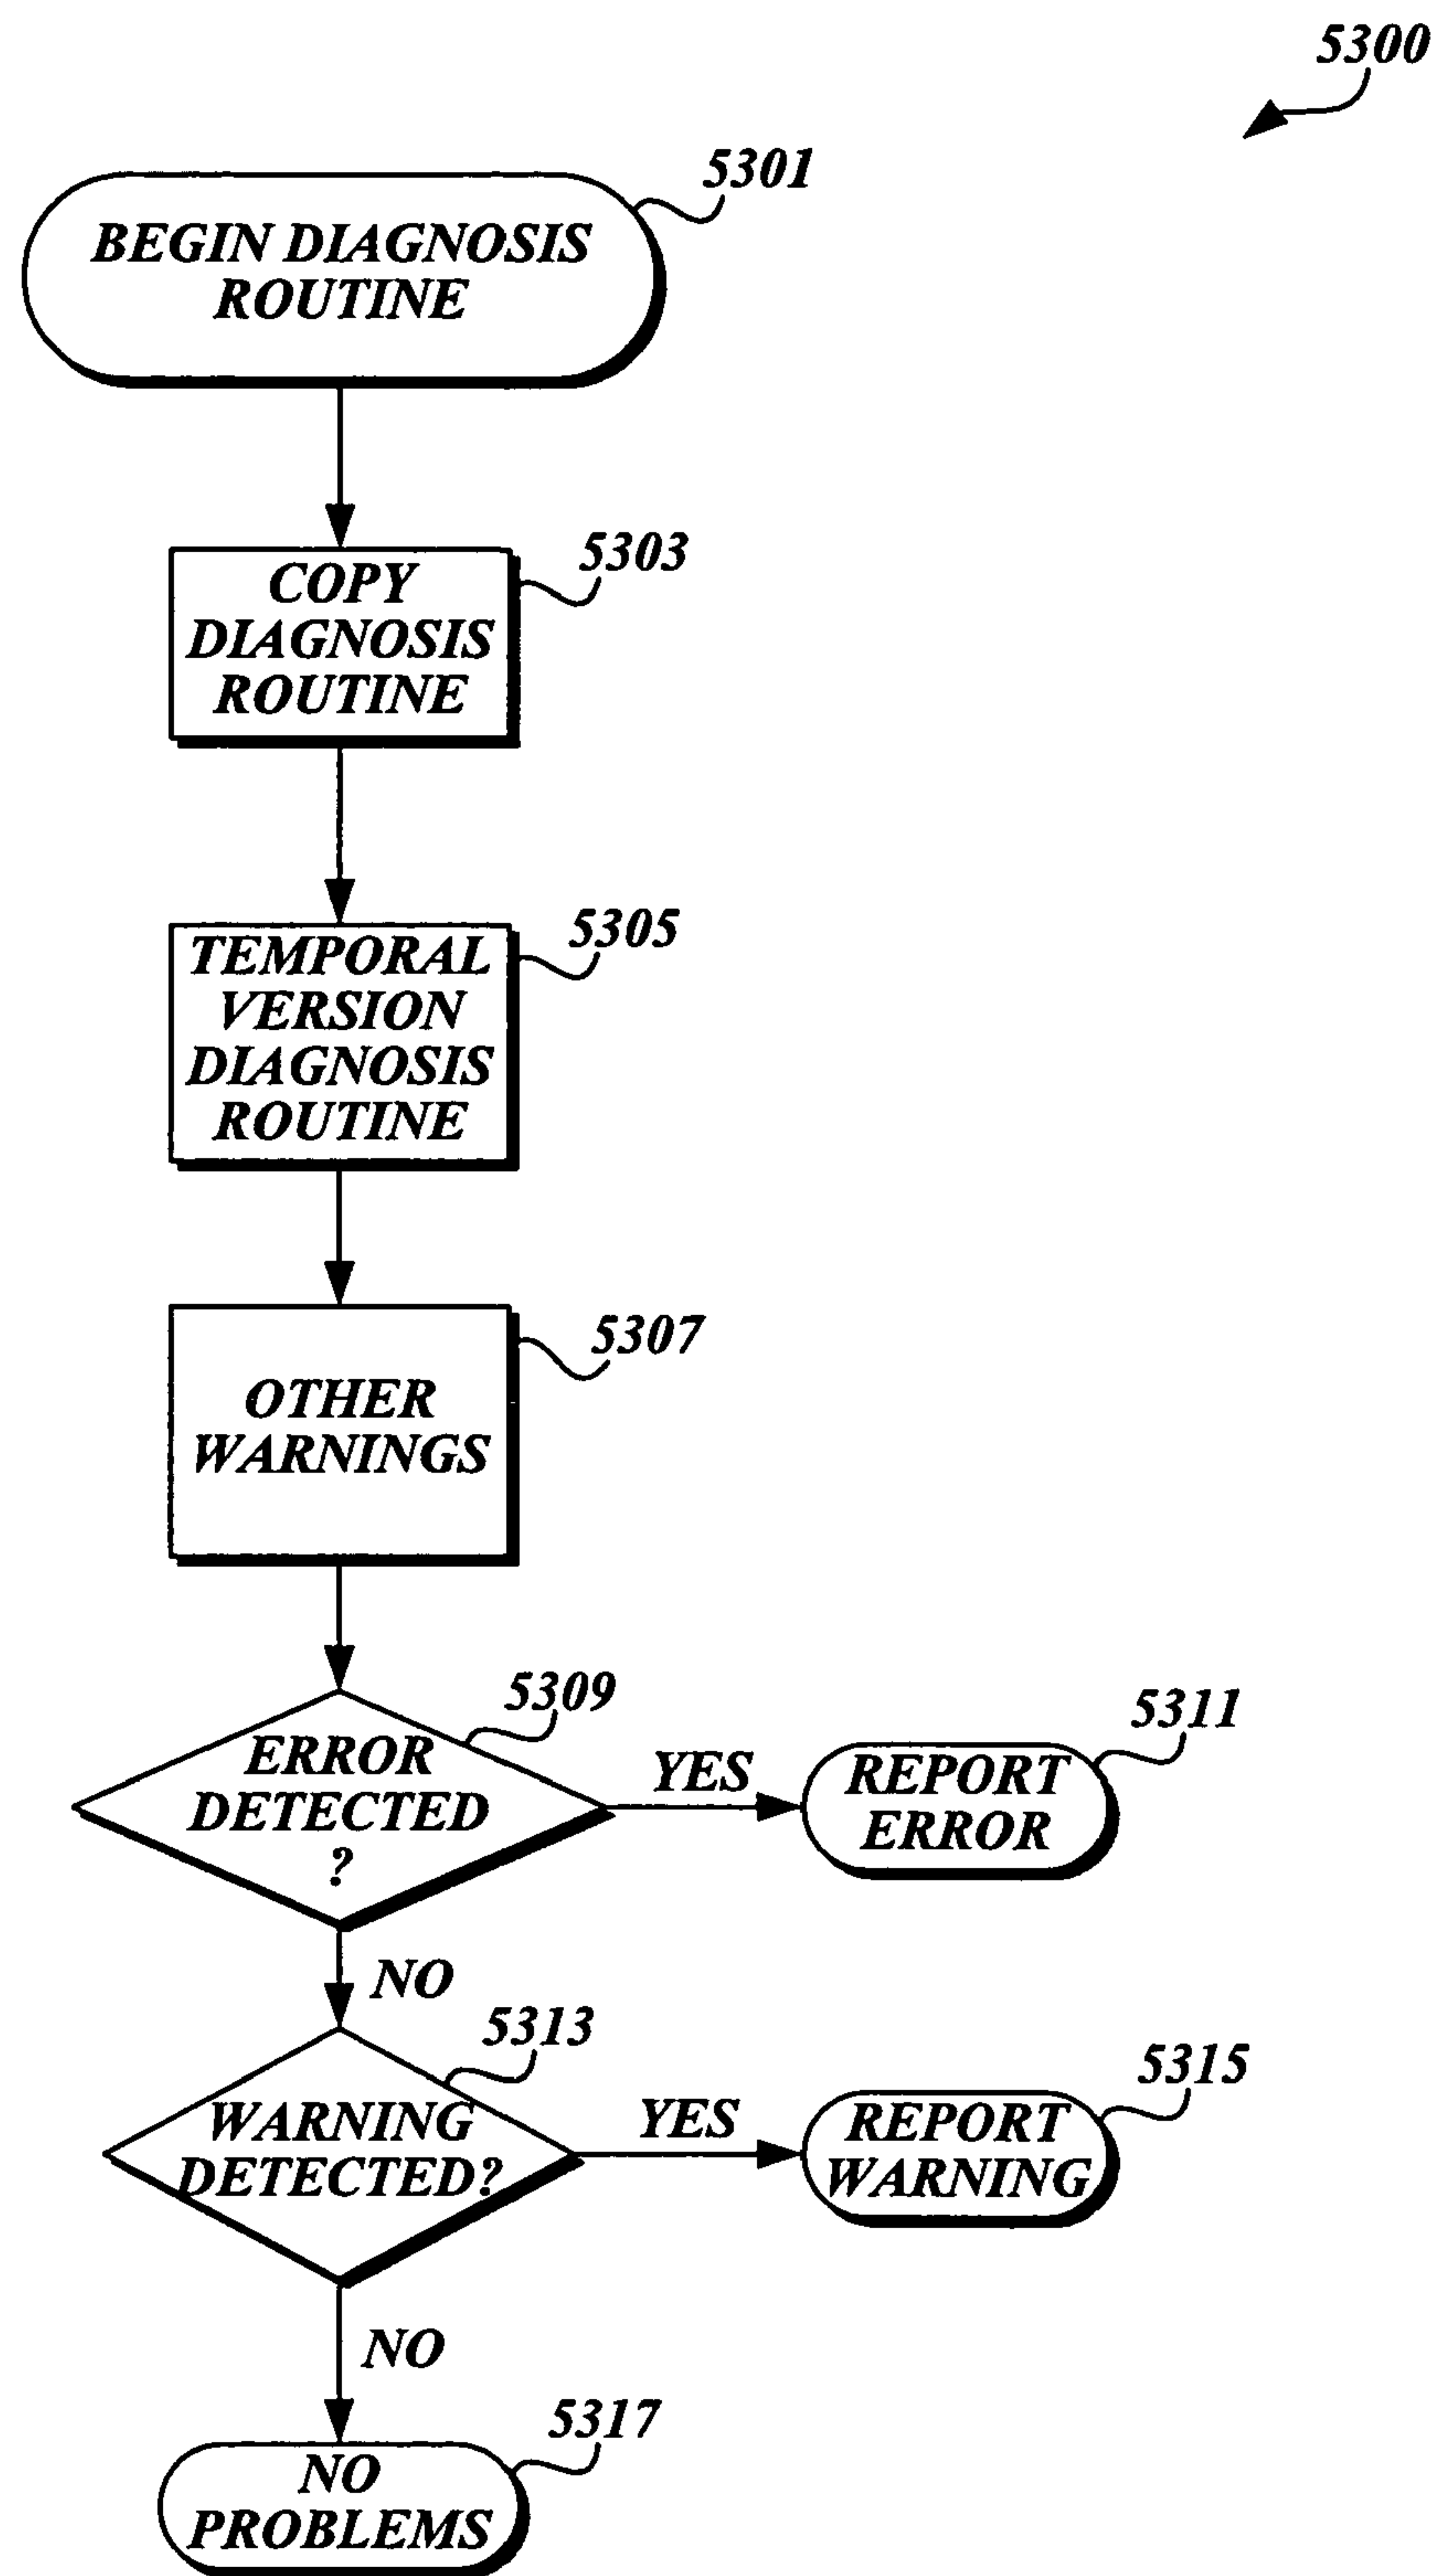 5300
5301
BEGIN DIAGNOSIS
ROUTINE
5303
COPY
DIAGNOSIS
ROUTINE
5305
TEMPORAL
VERSION
DIAGNOSIS
ROUTINE
5307
OTHER
WARNINGS
5309
ERROR
DETECTED
?
YES
5311
REPORT
ERROR
NO
5313
WARNING
DETECTED?
YES
5315
REPORT
WARNING
NO
5317
NO
PROBLEMS